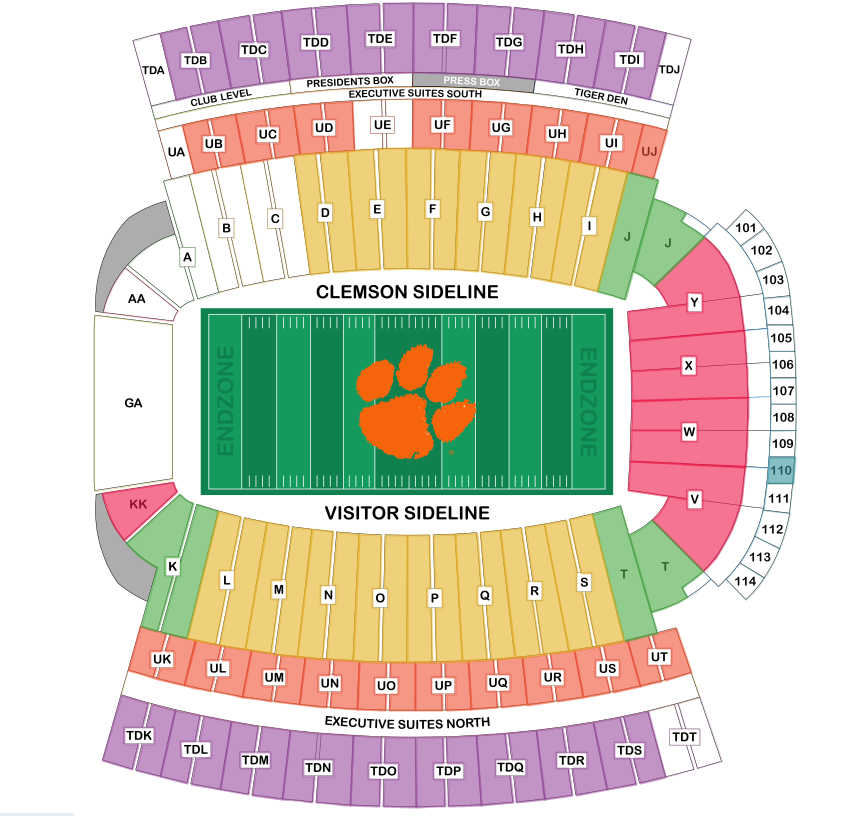 TDA
TDB
TDC
TDD
TDE
TDF
TDG
TDH
TDI
TDJ
CLUB LEVEL
PRESIDENTS BOX
PRESS BOX
EXECUTIVE SUITES SOUTH
TIGER DEN
UA
UB
UC
UD
UE
UF
UG
UH
UI
UJ
A
B
C
D
E
F
G
H
I
J
J
AA
CLEMSON SIDELINE
GA
ENDZONE
ENDZONE
Y
X
W
V
101
102
103
104
105
106
107
108
109
110
111
112
113
114
VISITOR SIDELINE
KK
K
L
M
N
O
P
Q
R
S
T
T
UK
UL
UM
UN
UO
UP
UQ
UR
US
UT
EXECUTIVE SUITES NORTH
TDK
TDL
TDM
TDN
TDO
TDP
TDQ
TDR
TDS
TDT